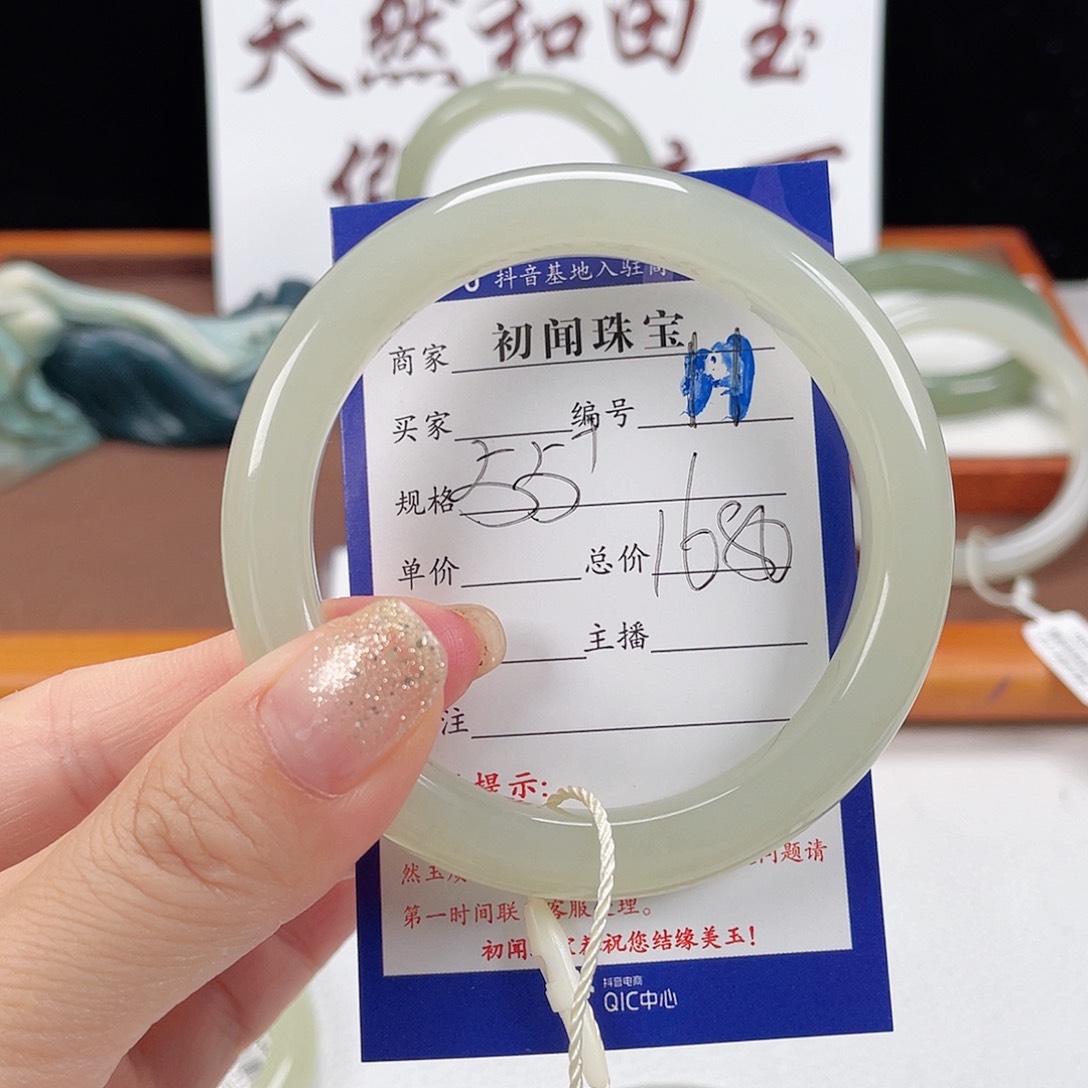 天然和田玉
抖音基地入驻商
商家 初闻珠宝
买家 编号
规格 55
单价 总价 1680
主播
注
提示:
问题请
第一时间联 客服 理。
初闻 祝您结缘美玉!
抖音电商
QIC中心